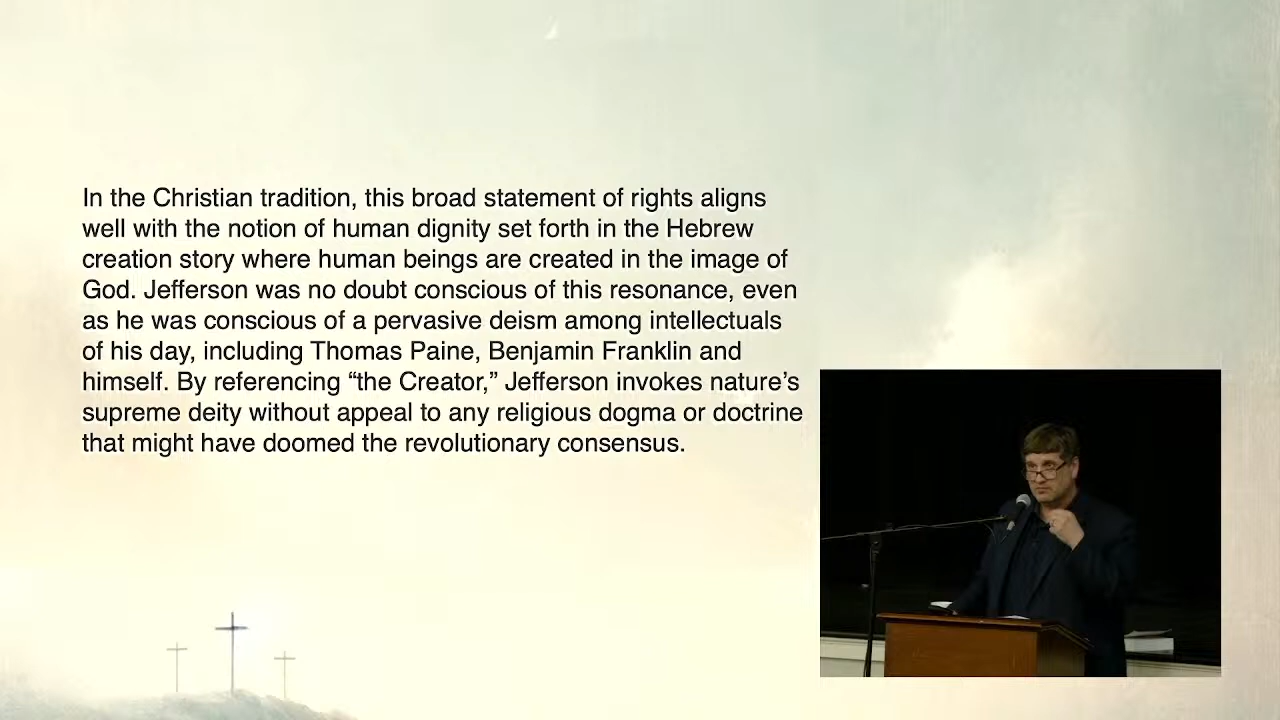 In the Christian tradition, this broad statement of rights aligns
well with the notion of human dignity set forth in the Hebrew
creation story where human beings are created in the image of
God. Jefferson was no doubt conscious of this resonance, even
as he was conscious of a pervasive deism among intellectuals
of his day, including Thomas Paine, Benjamin Franklin and
himself. By referencing “the Creator,” Jefferson invokes nature’s
supreme deity without appeal to any religious dogma or doctrine
that might have doomed the revolutionary consensus.